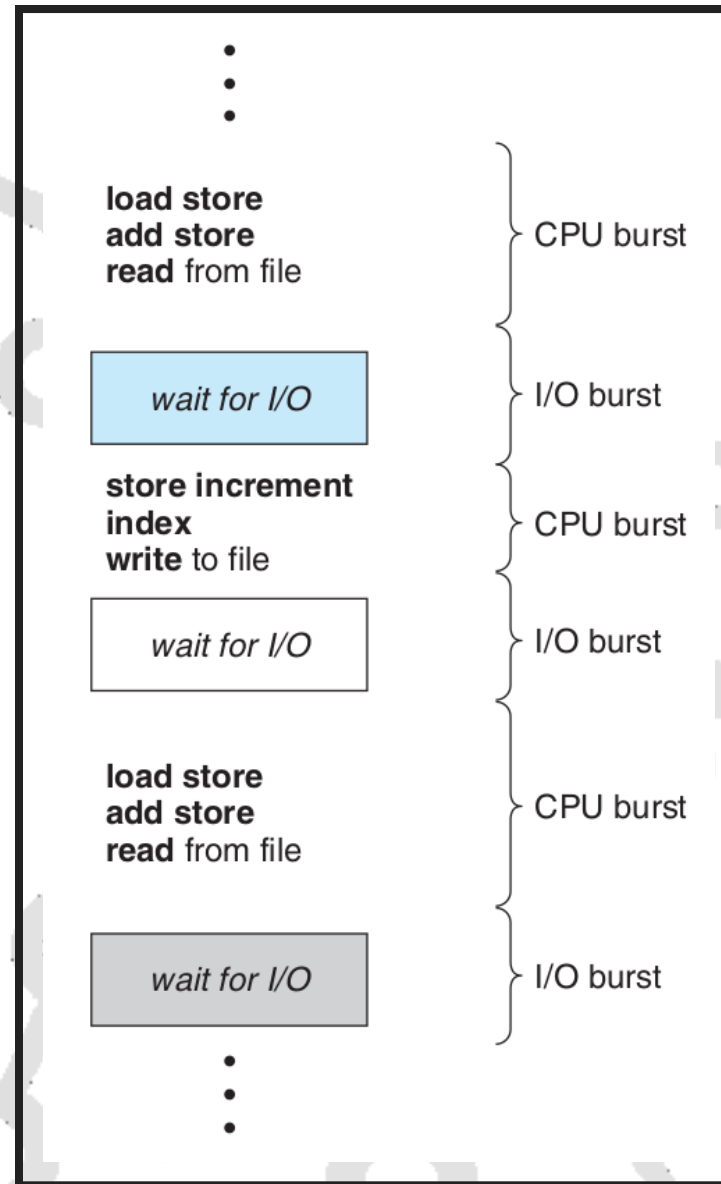 load store
add store
read from file
CPU burst
wait for I/O
I/O burst
store increment
index
write to file
CPU burst
wait for I/O
I/O burst
load store
add store
read from file
CPU burst
wait for I/O
I/O burst